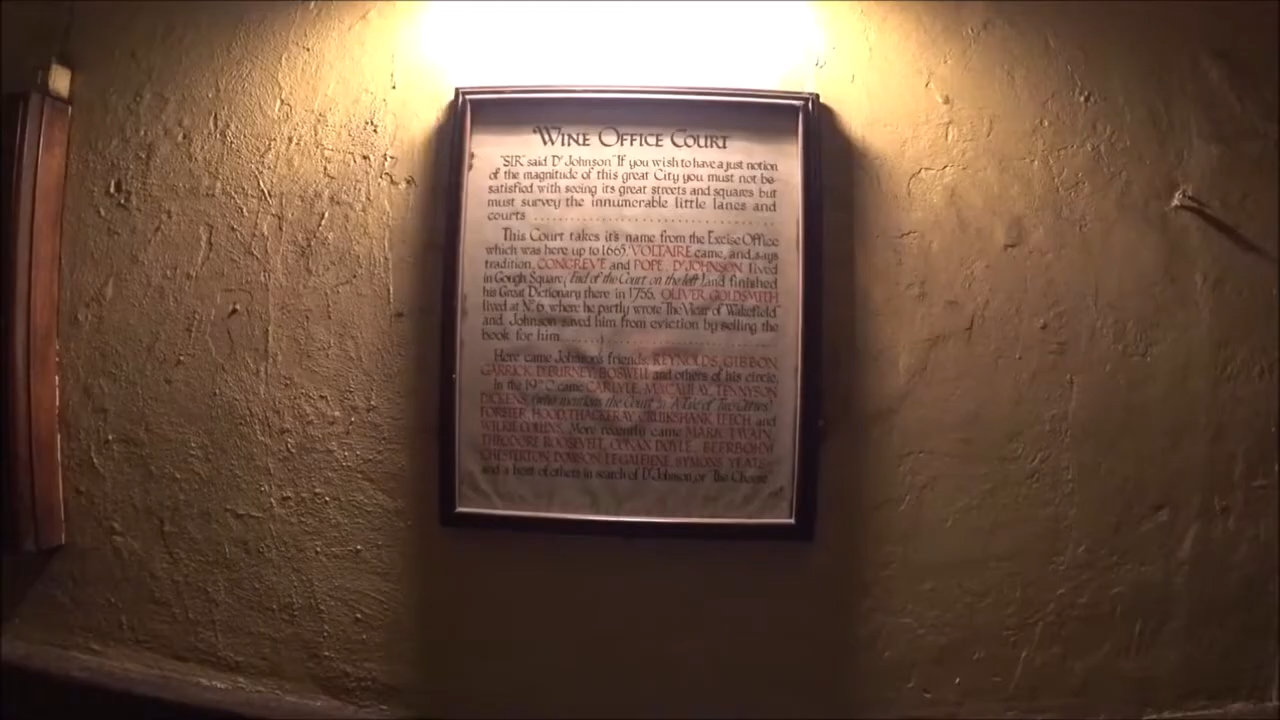 WINE OFFICE COURT
"SIR" said Dr Johnson "If you wish to have a just notion
of the magnitude of this great City you must not be
satisfied with seeing its great streets and squares but
must survey the innumerable little lanes and
courts ....................
This Court takes it's name from the Excise Office
which was here up to 1665. VOLTAIRE came, and, says
tradition, CONGREVE and POPE. Dr JOHNSON lived
in Gough Square, (End of the Court on the left) and finished
his Great Dictionary there in 1755. OLIVER GOLDSMITH
lived at No 6, where he partly wrote "The Vicar of Wakefield"
and Johnson saved him from eviction by selling the
book for him....................
Here came Johnson's friends, REYNOLDS, GIBBON,
GARRICK, Dr BURNEY, BOSWELL and others of his circle.
In the 19th C. came CARLYLE, MACAULAY, TENNYSON
DICKENS (who mentions the Court in "A Tale of Two Cities")
FORSTER, HOOD, THACKERAY, CRUIKSHANK, LEECH and
WILKIE COLLINS. More recently came MARK TWAIN,
THEODORE ROOSEVELT, CONAN DOYLE, BEERBOHM
CHESTERTON, DOWSON, LE GALIENNE, SYMONS, YEATS
and a host of others in search of Dr Johnson, or "The Cheese"